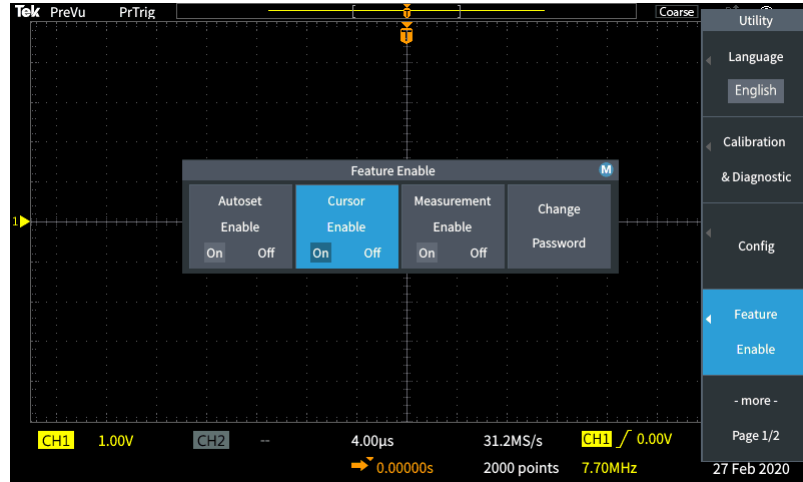 Tek PreVu PrTrig Coarse
T
Utility
Language
English
Calibration
& Diagnostic
Config
Feature
Enable
- more -
Page 1/2
Feature Enable M
Autoset
Enable
On Off
Cursor
Enable
On Off
Measurement
Enable
On Off
Change
Password
1
CH1 1.00V CH2 -- 4.00µs 31.2MS/s CH1 0.00V
0.00000s 2000 points 7.70MHz 27 Feb 2020